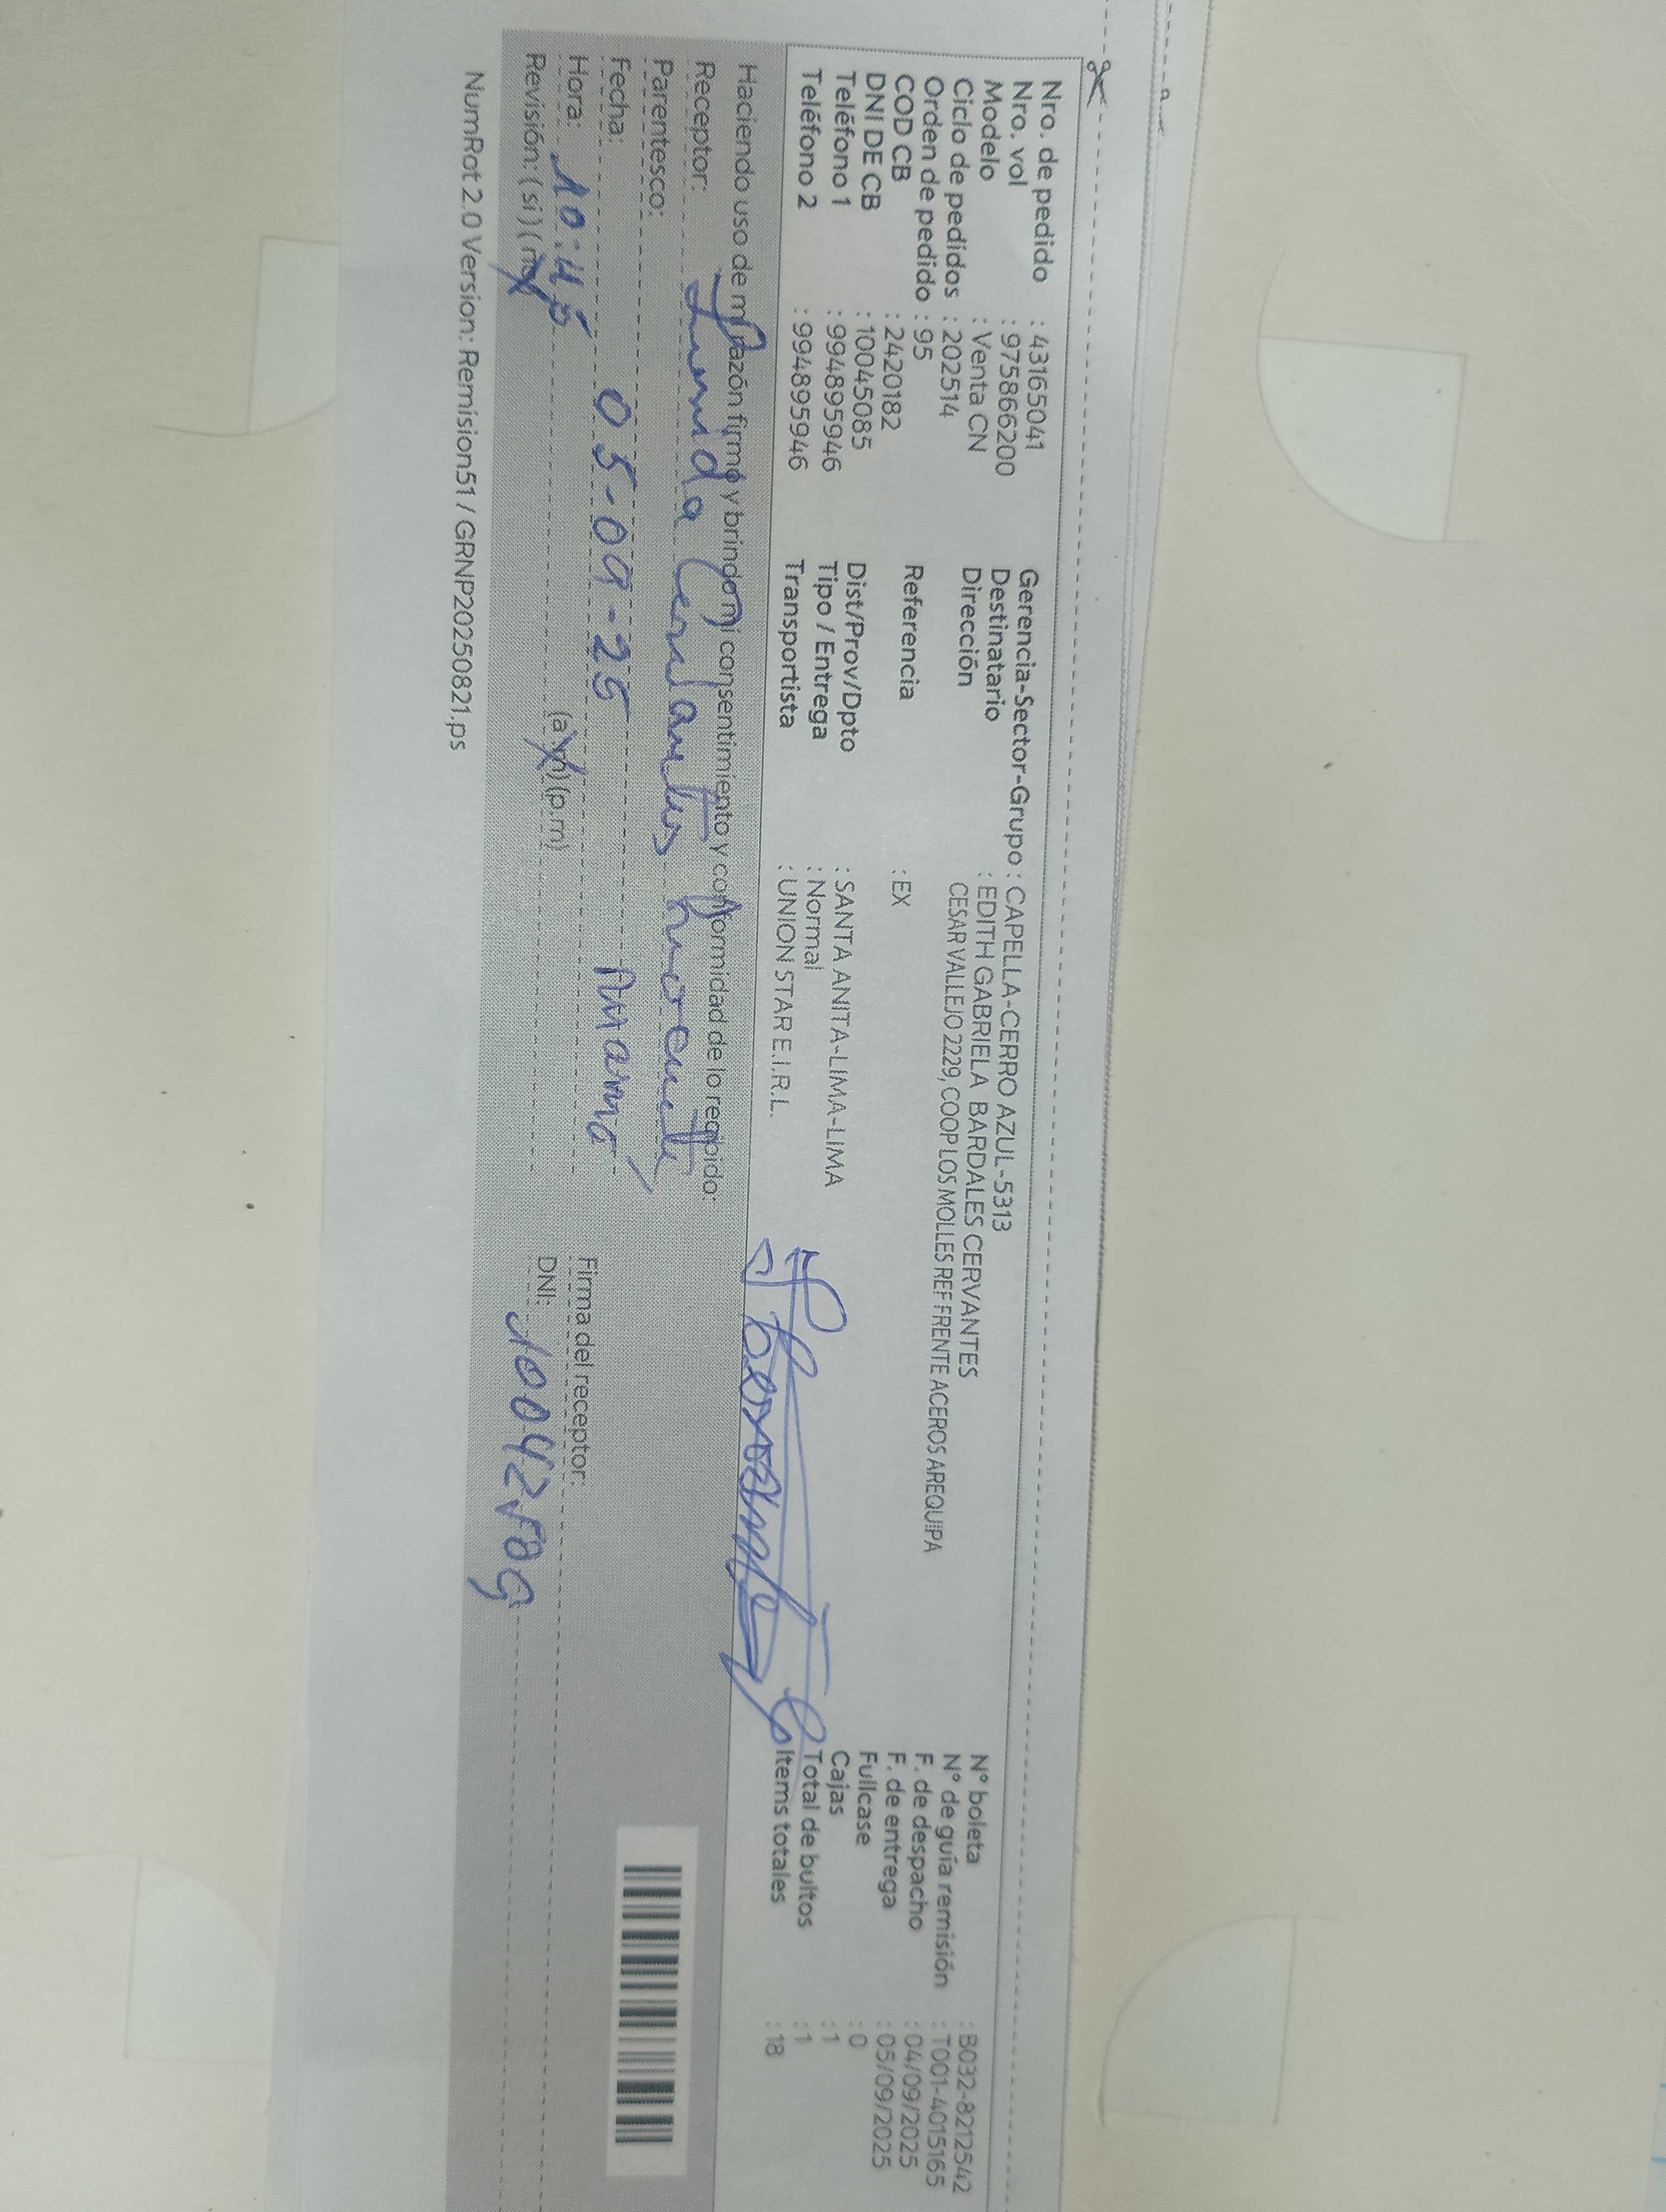 Nro. de pedido : 43165041
Nro. vol : 975866200
Modelo : Venta CN
Ciclo de pedidos : 202514
Orden de pedido : 95
COD CB : 2420182
DNI DE CB : 10045085
Teléfono 1 : 994895946
Teléfono 2 : 994895946
Gerencia-Sector-Grupo : CAPELLA-CERRO AZUL-5313
Destinatario : EDITH GABRIELA BARDALES CERVANTES
Dirección CESAR VALLEJO 2229, COOP LOS MOLLES REF FRENTE ACEROS AREQUIPA
Referencia : EX
Dist/Prov/Dpto : SANTA ANITA-LIMA-LIMA
Tipo / Entrega : Normal
Transportista : UNION STAR E.I.R.L.
N° boleta : B032-8212542
N° de guía remisión : T001-4015165
F. de despacho : 04/09/2025
F. de entrega : 05/09/2025
Fullcase : 0
Cajas : 1
Total de bultos : 1
Items totales : 18
Haciendo uso de mi razón firmo y brindo mi consentimiento y conformidad de lo recibido:
Receptor:
Parentesco: Mamá
Fecha: 05-09-25
Hora: 10:45 (a.m) (p.m)
Revisión: (si) (no)
Firma del receptor:
DNI:
NumRot 2.0 Version: Remision51 / GRNP20250821.ps